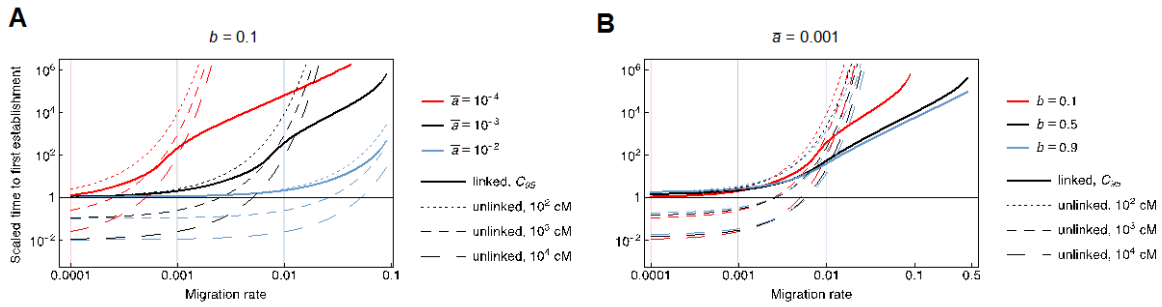 A
b = 0.1
Scaled time to first establishment
10^6
10^4
10^2
1
10^-2
0.0001
0.001
0.01
0.1
Migration rate
a̅ = 10^-4
a̅ = 10^-3
a̅ = 10^-2
linked, C95
unlinked, 10^2 cM
unlinked, 10^3 cM
unlinked, 10^4 cM
B
a̅ = 0.001
10^6
10^4
10^2
1
10^-2
0.0001
0.001
0.01
0.1
0.5
Migration rate
b = 0.1
b = 0.5
b = 0.9
linked, C95
unlinked, 10^2 cM
unlinked, 10^3 cM
unlinked, 10^4 cM